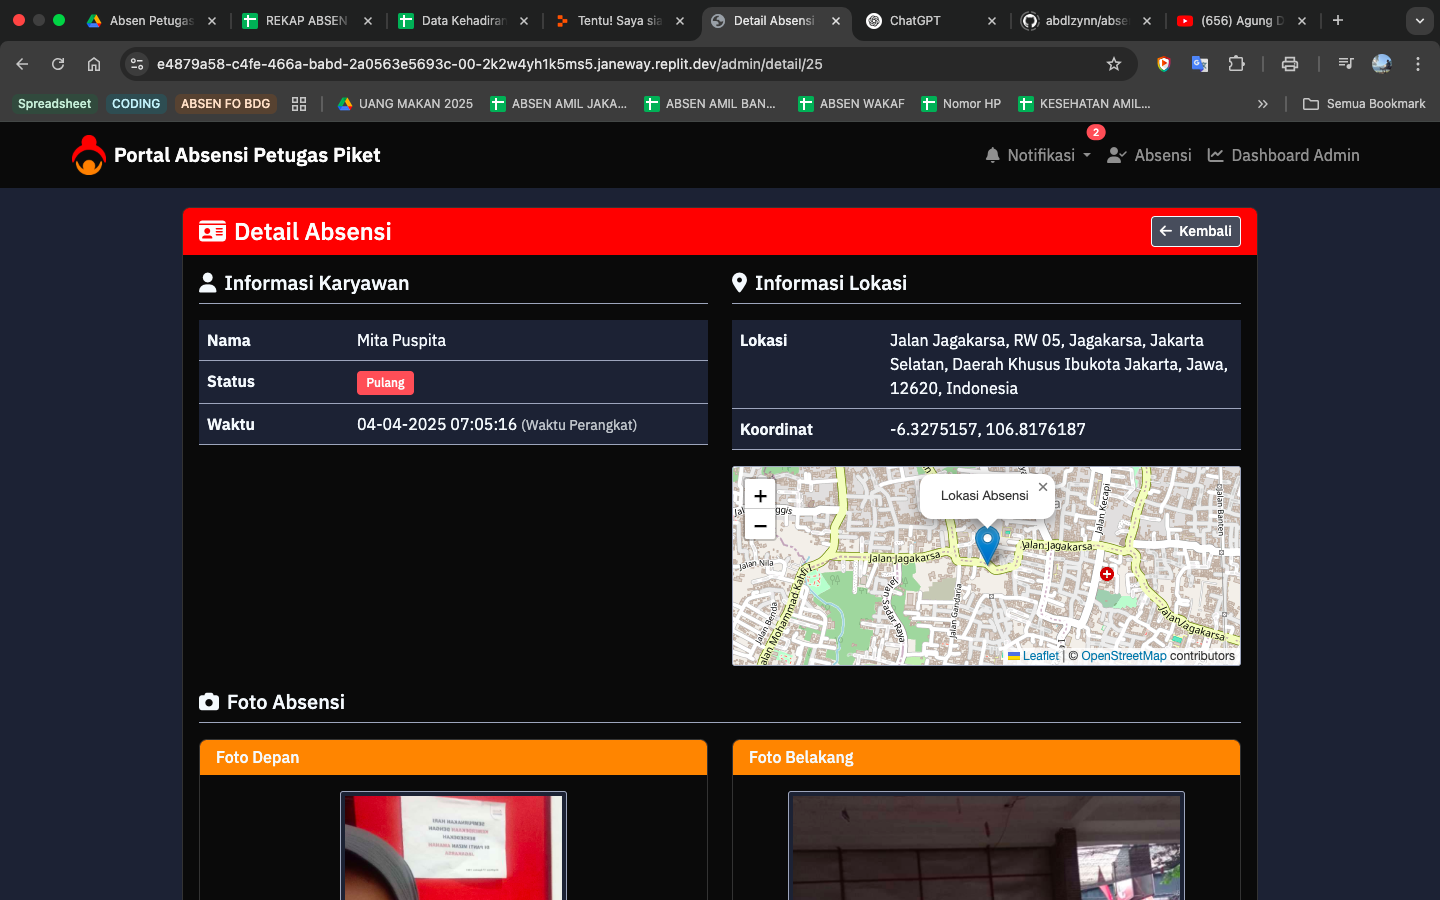 Absen Petugas
REKAP ABSEN
Data Kehadiran
Tentu! Saya sia
Detail Absensi
ChatGPT
abdlzynn/abse
(656) Agung D
e4879a58-c4fe-466a-babd-2a0563e5693c-00-2k2w4yh1k5ms5.janeway.replit.dev/admin/detail/25
Spreadsheet
CODING
ABSEN FO BDG
UANG MAKAN 2025
ABSEN AMIL JAKA...
ABSEN AMIL BAN...
ABSEN WAKAF
Nomor HP
KESEHATAN AMIL...
»
Semua Bookmark
Portal Absensi Petugas Piket
Notifikasi
2
Absensi
Dashboard Admin
Detail Absensi
Kembali
Informasi Karyawan
Nama Mita Puspita
Status Pulang
Waktu 04-04-2025 07:05:16 (Waktu Perangkat)
Informasi Lokasi
Lokasi Jalan Jagakarsa, RW 05, Jagakarsa, Jakarta
Selatan, Daerah Khusus Ibukota Jakarta, Jawa,
12620, Indonesia
Koordinat -6.3275157, 106.8176187
+
−
Lokasi Absensi
×
Jalan Kecapi
Jalan Banten
Jalan Jagakarsa
Jalan Jagakarsa
Jalan Nila
Jalan Mohammad Kahfi I
Jalan Benda
Jalan Sadar Raya
Jalan Gandaria
Jalan Jagakarsa
Leaflet | © OpenStreetMap contributors
Foto Absensi
Foto Depan
Foto Belakang